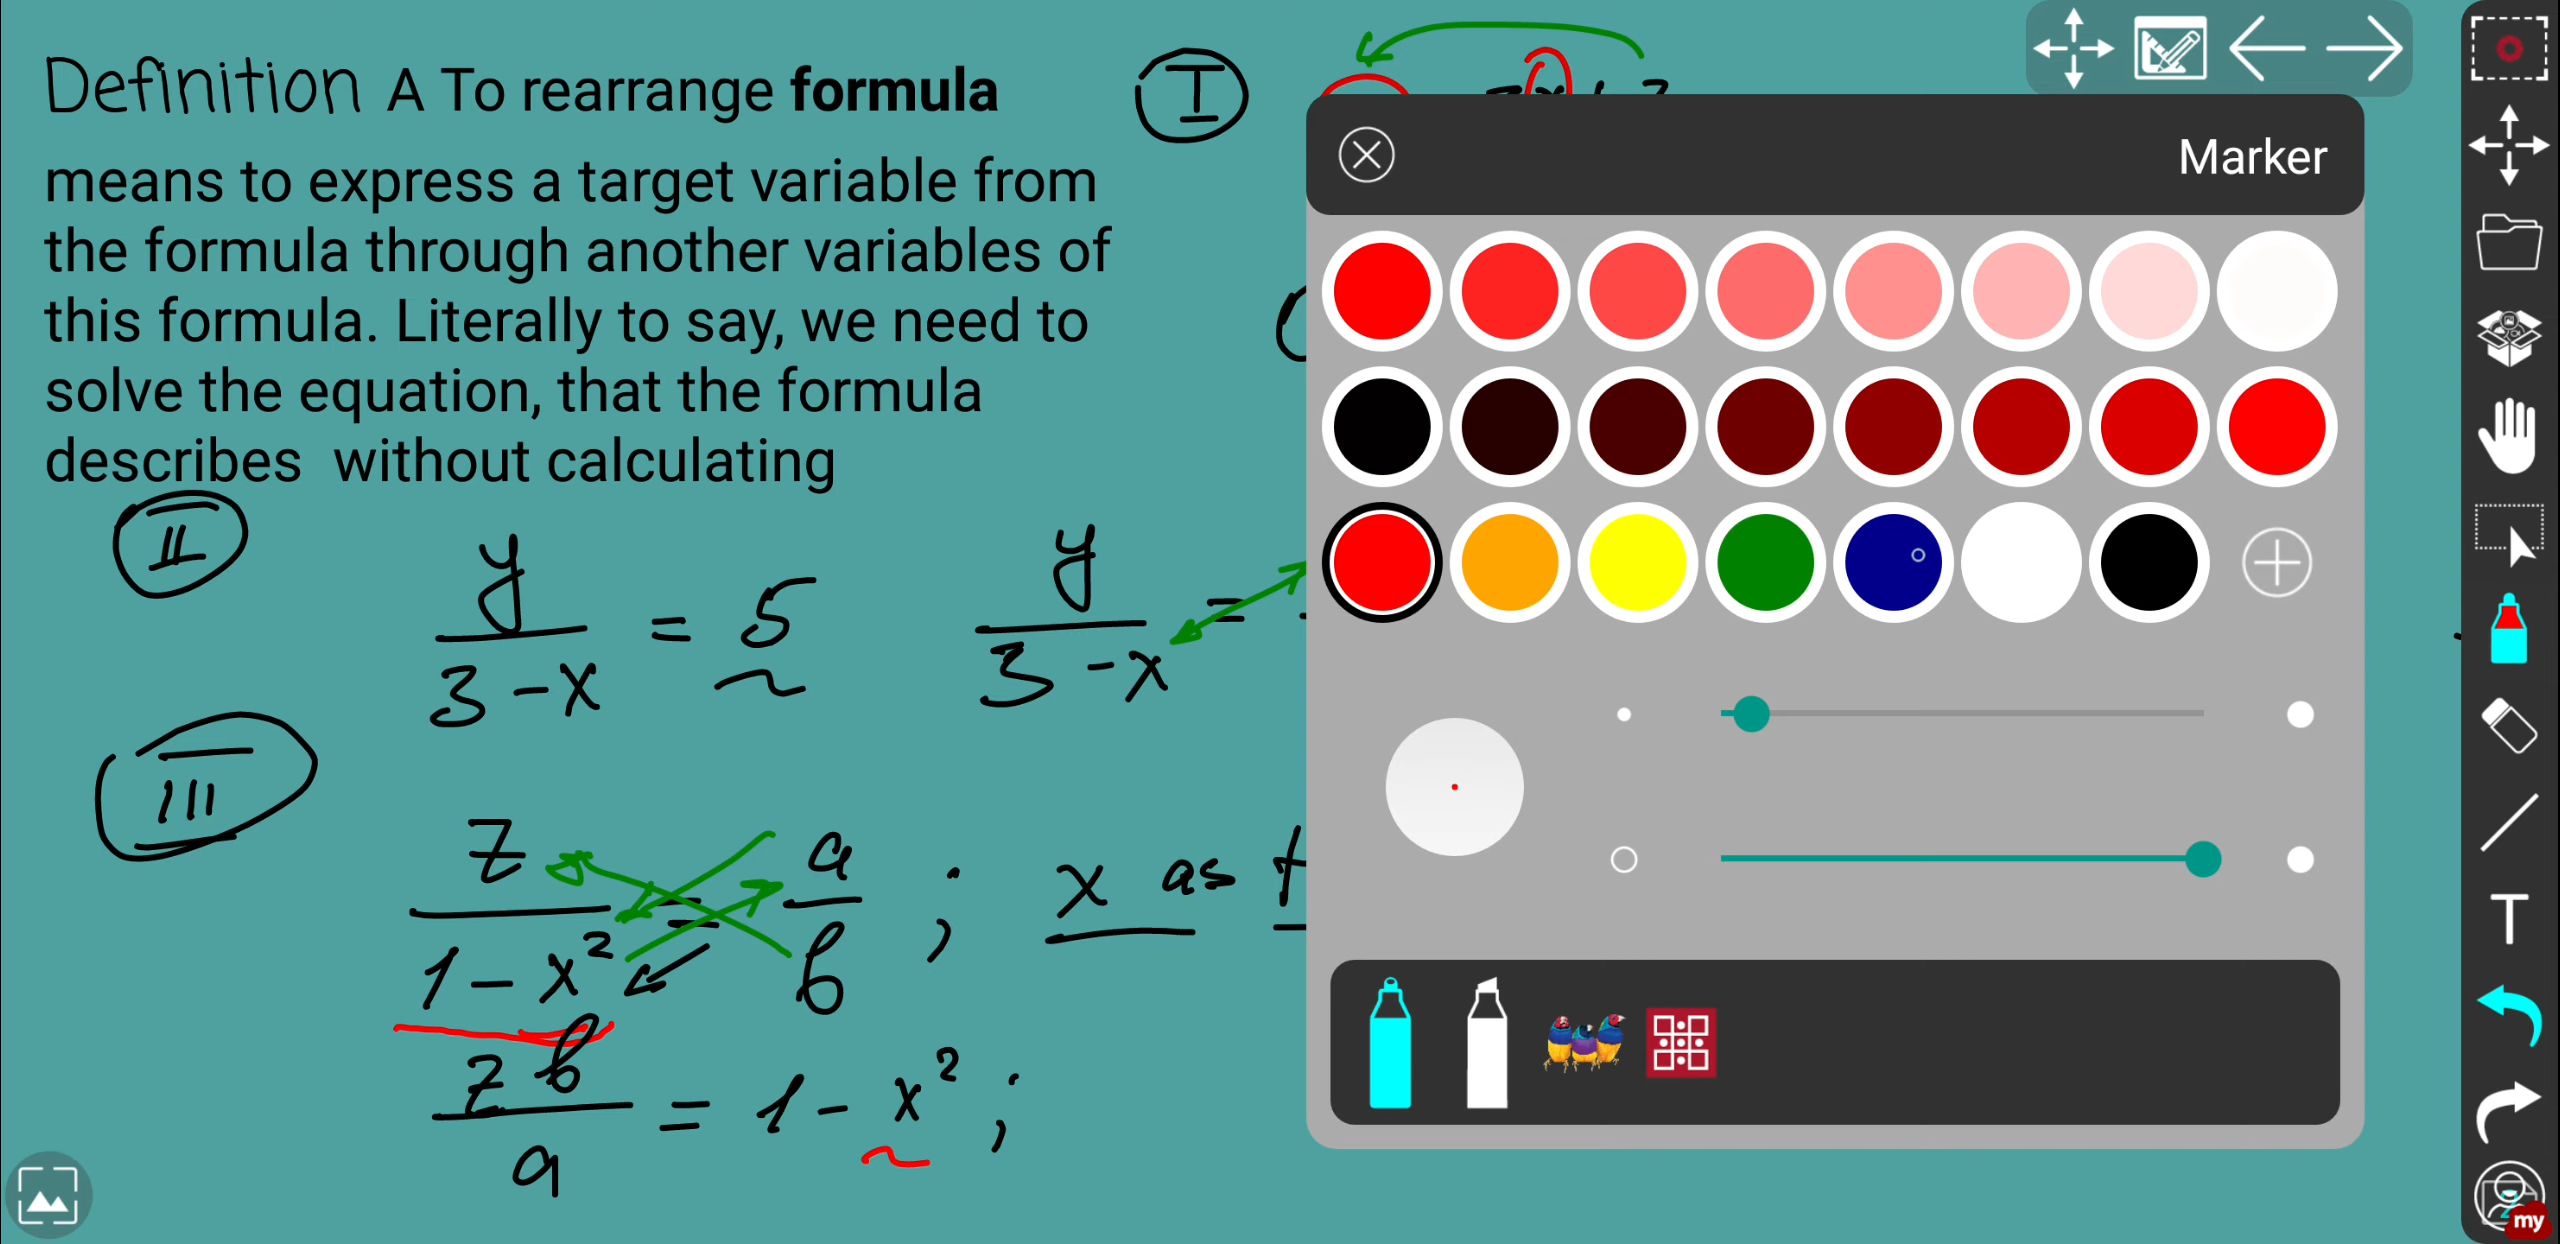 Definition A To rearrange formula
means to express a target variable from
the formula through another variables of
this formula. Literally to say, we need to
solve the equation, that the formula
describes without calculating
I
Marker
II
y / 3-x = 5
y / 3-x =
III
z / 1-x² = a / b ; x as t
zb / a = 1-x² ;
T
my